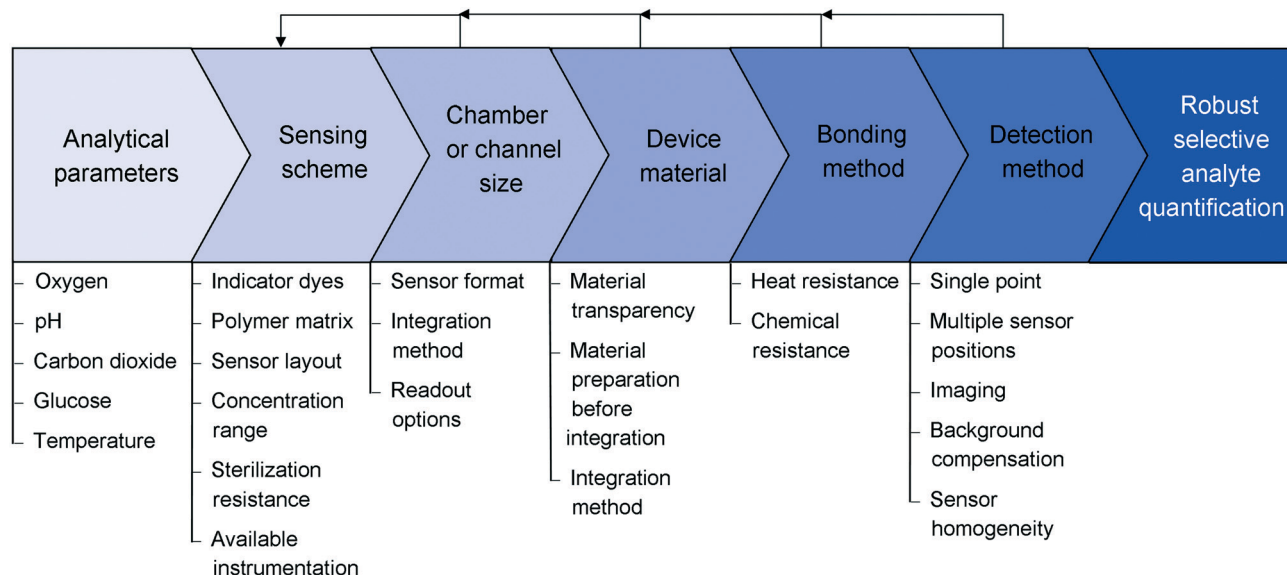 Analytical
parameters
Sensing
scheme
Chamber
or channel
size
Device
material
Bonding
method
Detection
method
Robust
selective
analyte
quantification
Oxygen
pH
Carbon dioxide
Glucose
Temperature
Indicator dyes
Polymer matrix
Sensor layout
Concentration
range
Sterilization
resistance
Available
instrumentation
Sensor format
Integration
method
Readout
options
Material
transparency
Material
preparation
before
integration
Integration
method
Heat resistance
Chemical
resistance
Single point
Multiple sensor
positions
Imaging
Background
compensation
Sensor
homogeneity